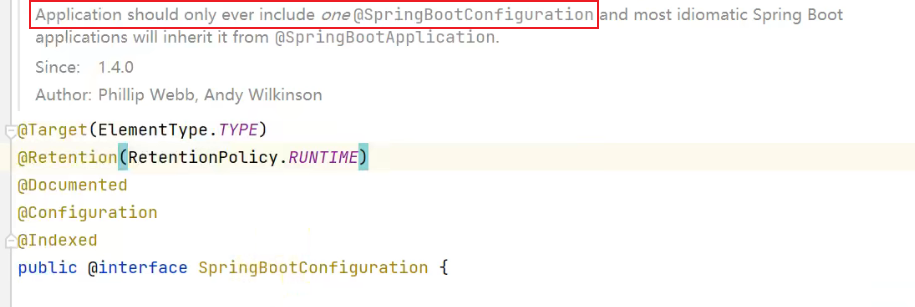 Application should only ever include one @SpringBootConfiguration and most idiomatic Spring Boot
applications will inherit it from @SpringBootApplication.
Since: 1.4.0
Author: Phillip Webb, Andy Wilkinson
@Target(ElementType.TYPE)
@Retention(RetentionPolicy.RUNTIME)
@Documented
@Configuration
@Indexed
public @interface SpringBootConfiguration {